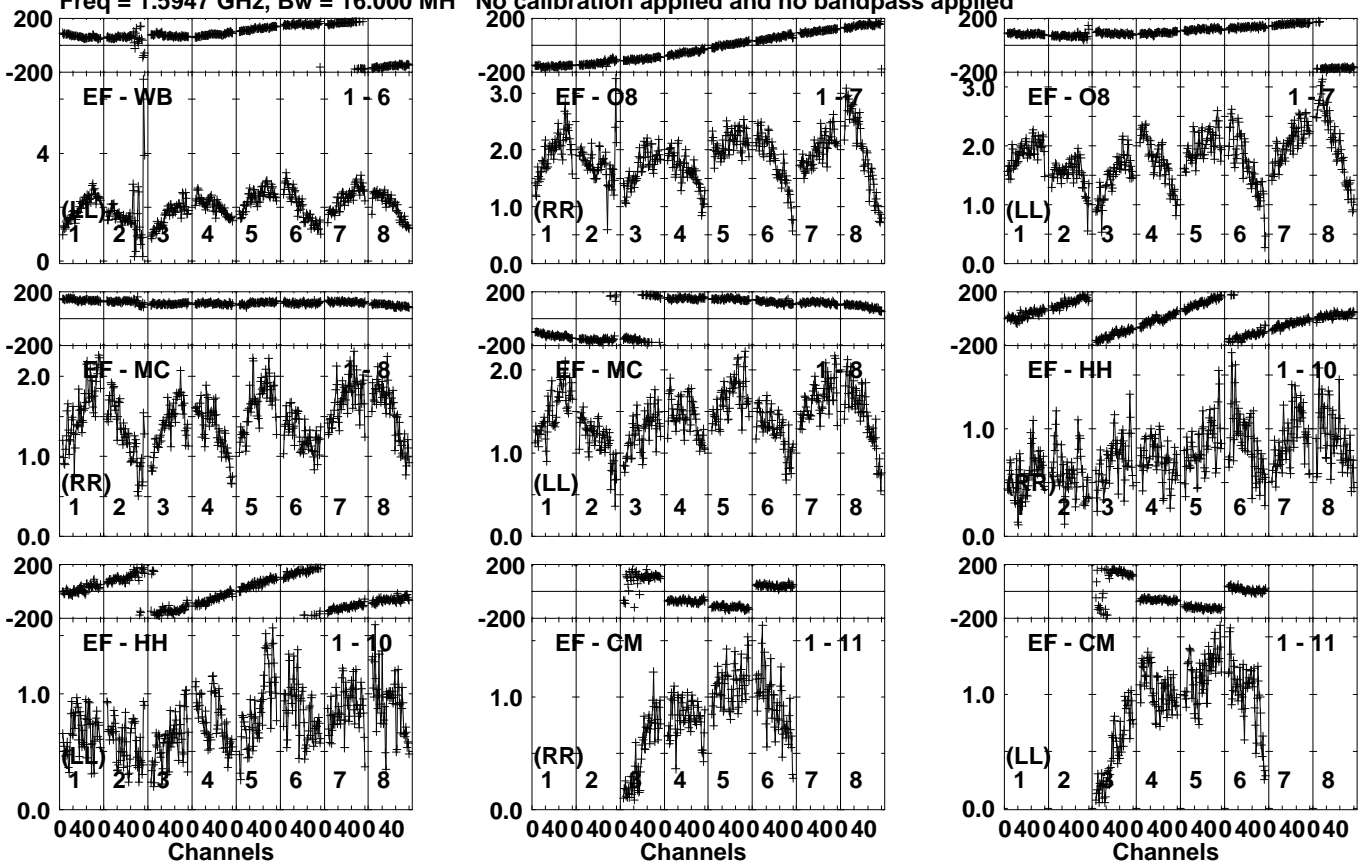 Freq = 1.5947 GHz, Bw = 16.000 MH   No calibration applied and no bandpass applied
200
-200
EF - WB 1 - 6
4
(LL)
1 2 3 4 5 6 7 8
0
200
-200
3.0
EF - O8 1 - 7
2.0
1.0
(RR)
1 2 3 4 5 6 7 8
0.0
200
-200
3.0
EF - O8 1 - 7
2.0
1.0
(LL)
1 2 3 4 5 6 7 8
0.0
200
-200
EF - MC 1 - 8
2.0
1.0
(RR)
1 2 3 4 5 6 7 8
0.0
200
-200
EF - MC 1 - 8
2.0
1.0
(LL)
1 2 3 4 5 6 7 8
0.0
200
-200
EF - HH 1 - 10
1.0
(RR)
1 2 3 4 5 6 7 8
0.0
200
-200
EF - HH 1 - 10
1.0
(LL)
1 2 3 4 5 6 7 8
0.0
0 40 0 40 0 40 0 40 0 40 0 40 0 40 0 40
Channels
200
-200
EF - CM 1 - 11
1.0
(RR)
1 2 3 4 5 6 7 8
0.0
0 40 0 40 0 40 0 40 0 40 0 40 0 40 0 40
Channels
200
-200
EF - CM 1 - 11
1.0
(LL)
1 2 3 4 5 6 7 8
0.0
0 40 0 40 0 40 0 40 0 40 0 40 0 40 0 40
Channels